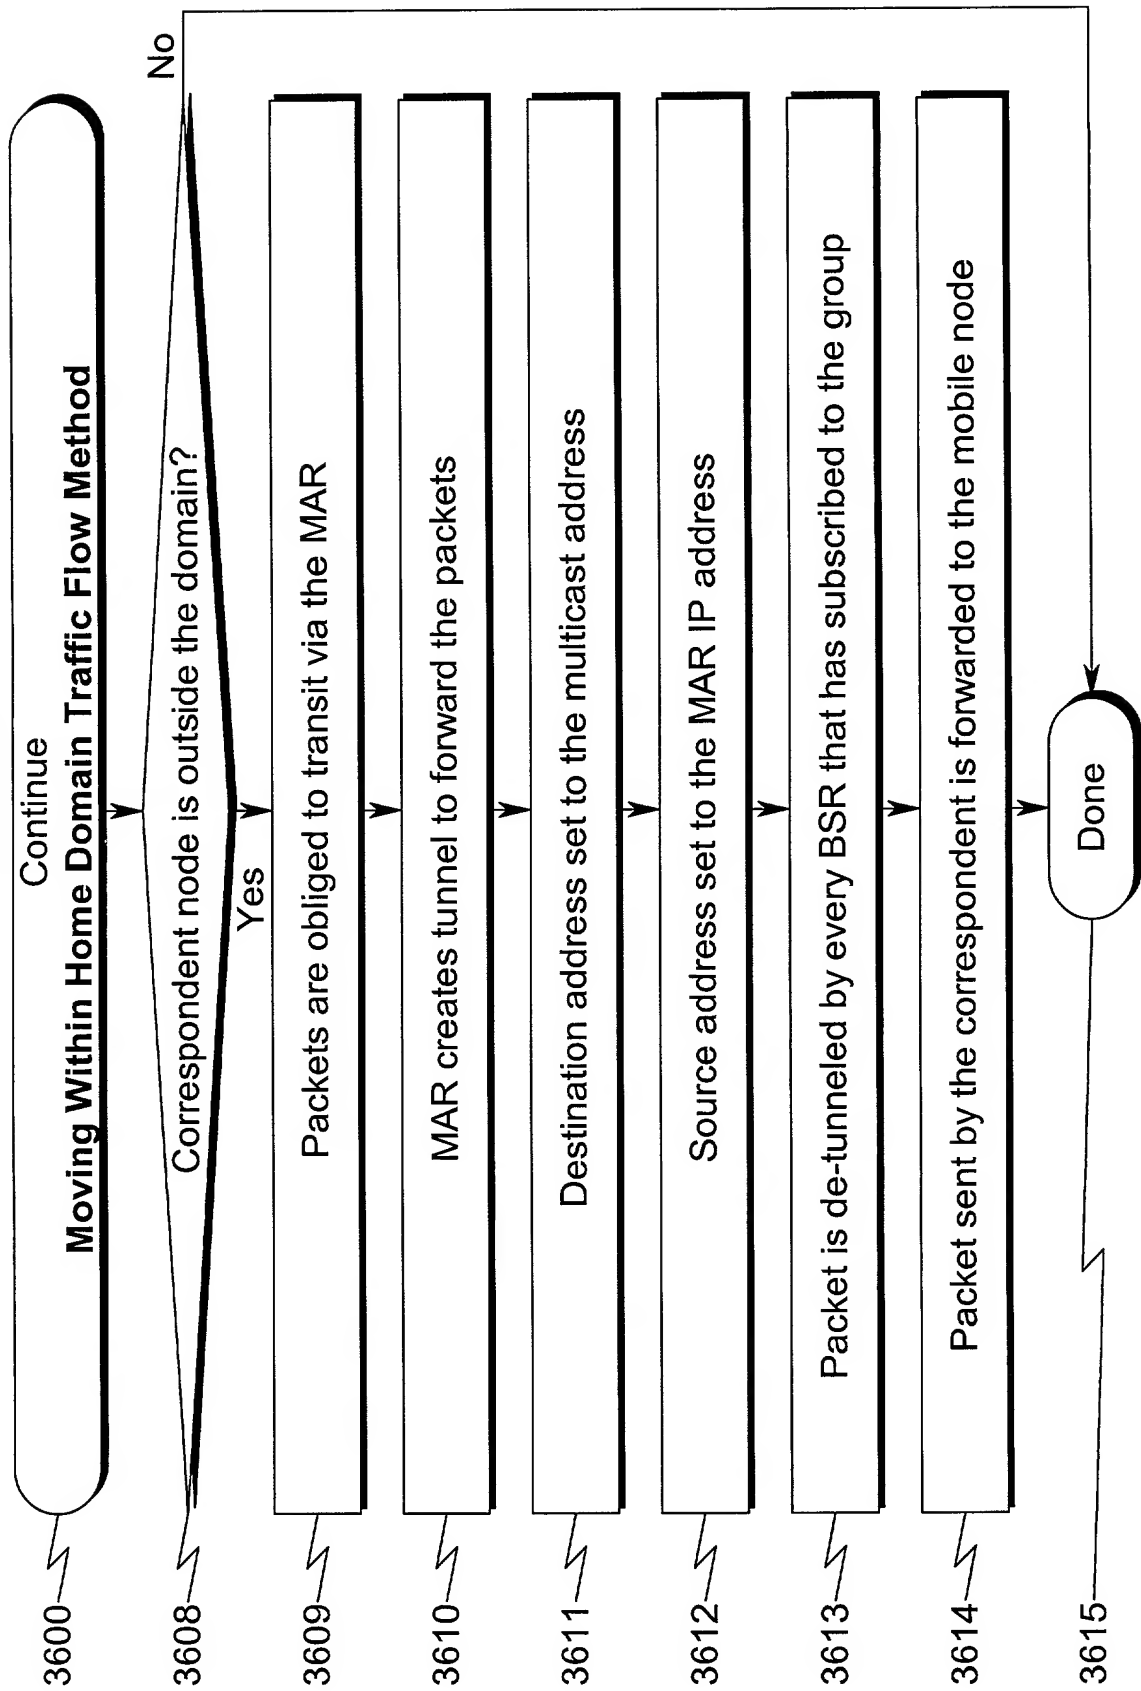 Continue
Moving Within Home Domain Traffic Flow Method
3600
Correspondent node is outside the domain?
No
Yes
3608
Packets are obliged to transit via the MAR
3609
MAR creates tunnel to forward the packets
3610
Destination address set to the multicast address
3611
Source address set to the MAR IP address
3612
Packet is de-tunneled by every BSR that has subscribed to the group
3613
Packet sent by the correspondent is forwarded to the mobile node
3614
Done
3615